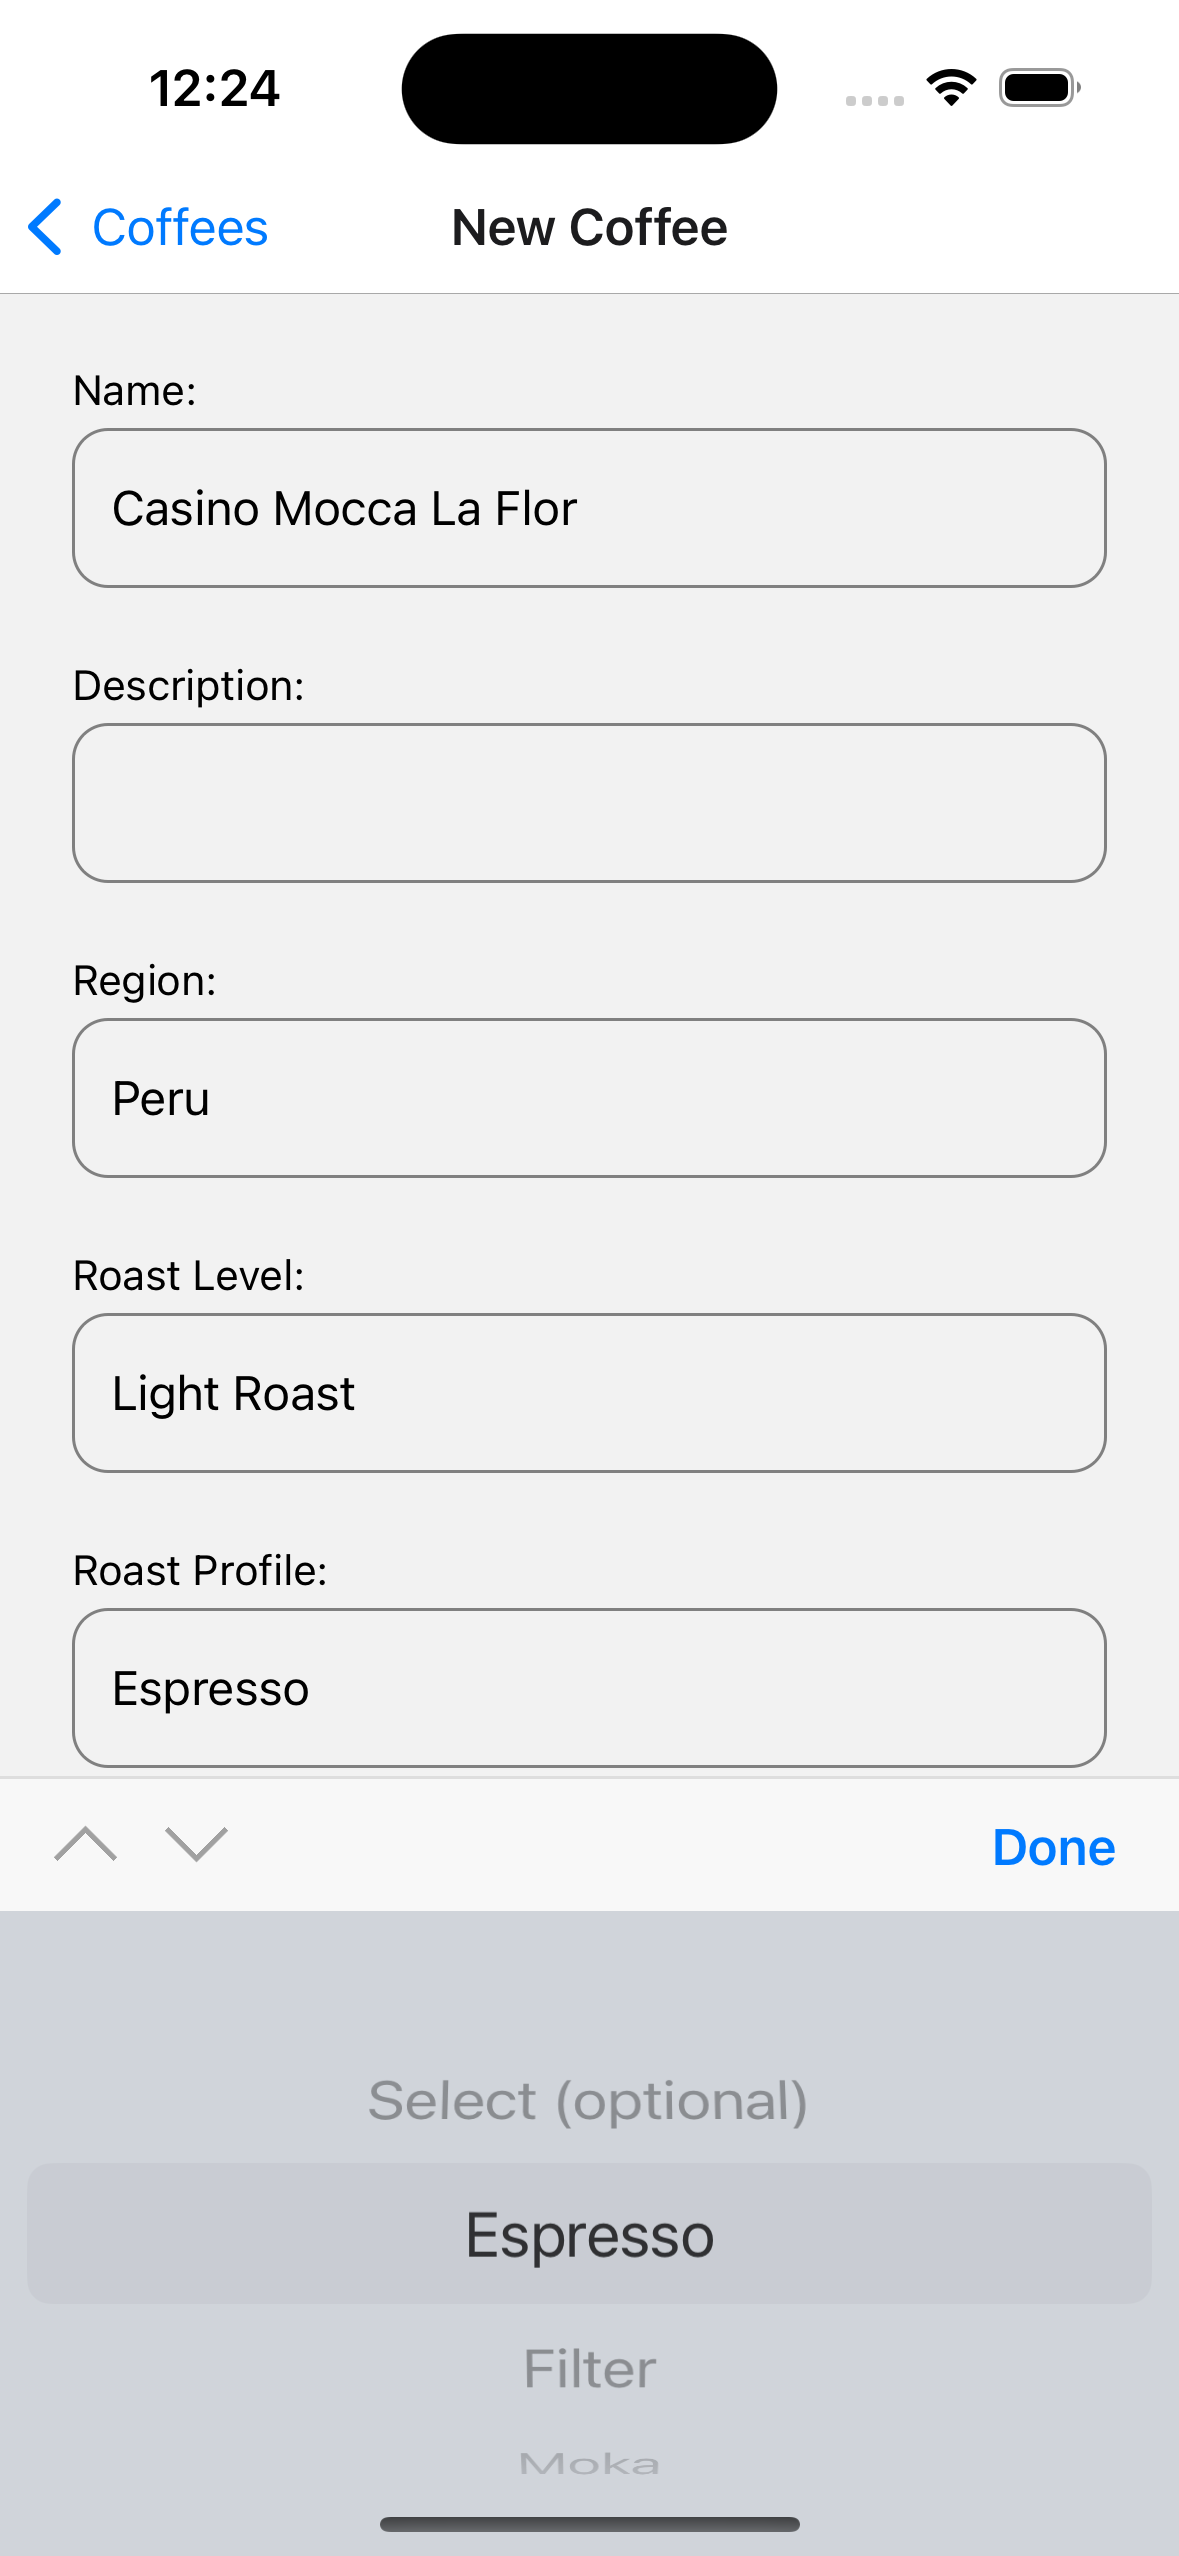 12:24
Coffees
New Coffee
Name:
Casino Mocca La Flor
Description:
Region:
Peru
Roast Level:
Light Roast
Roast Profile:
Espresso
Done
Select (optional)
Espresso
Filter
Moka